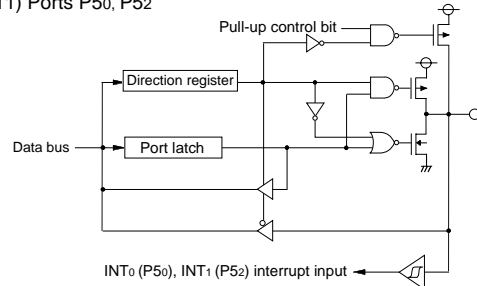 11) Ports P50, P52
Pull-up control bit
Direction register
Data bus
Port latch
INT0 (P50), INT1 (P52) interrupt input